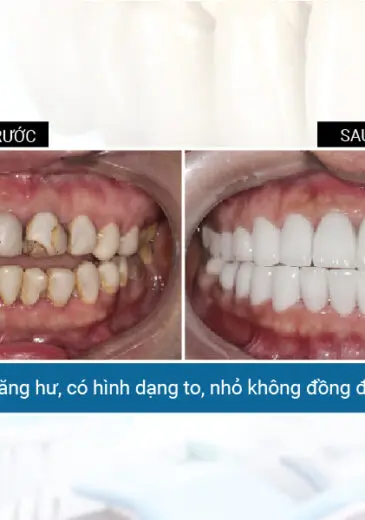 RƯỚC
SAU
ăng hư, có hình dạng to, nhỏ không đồng đ